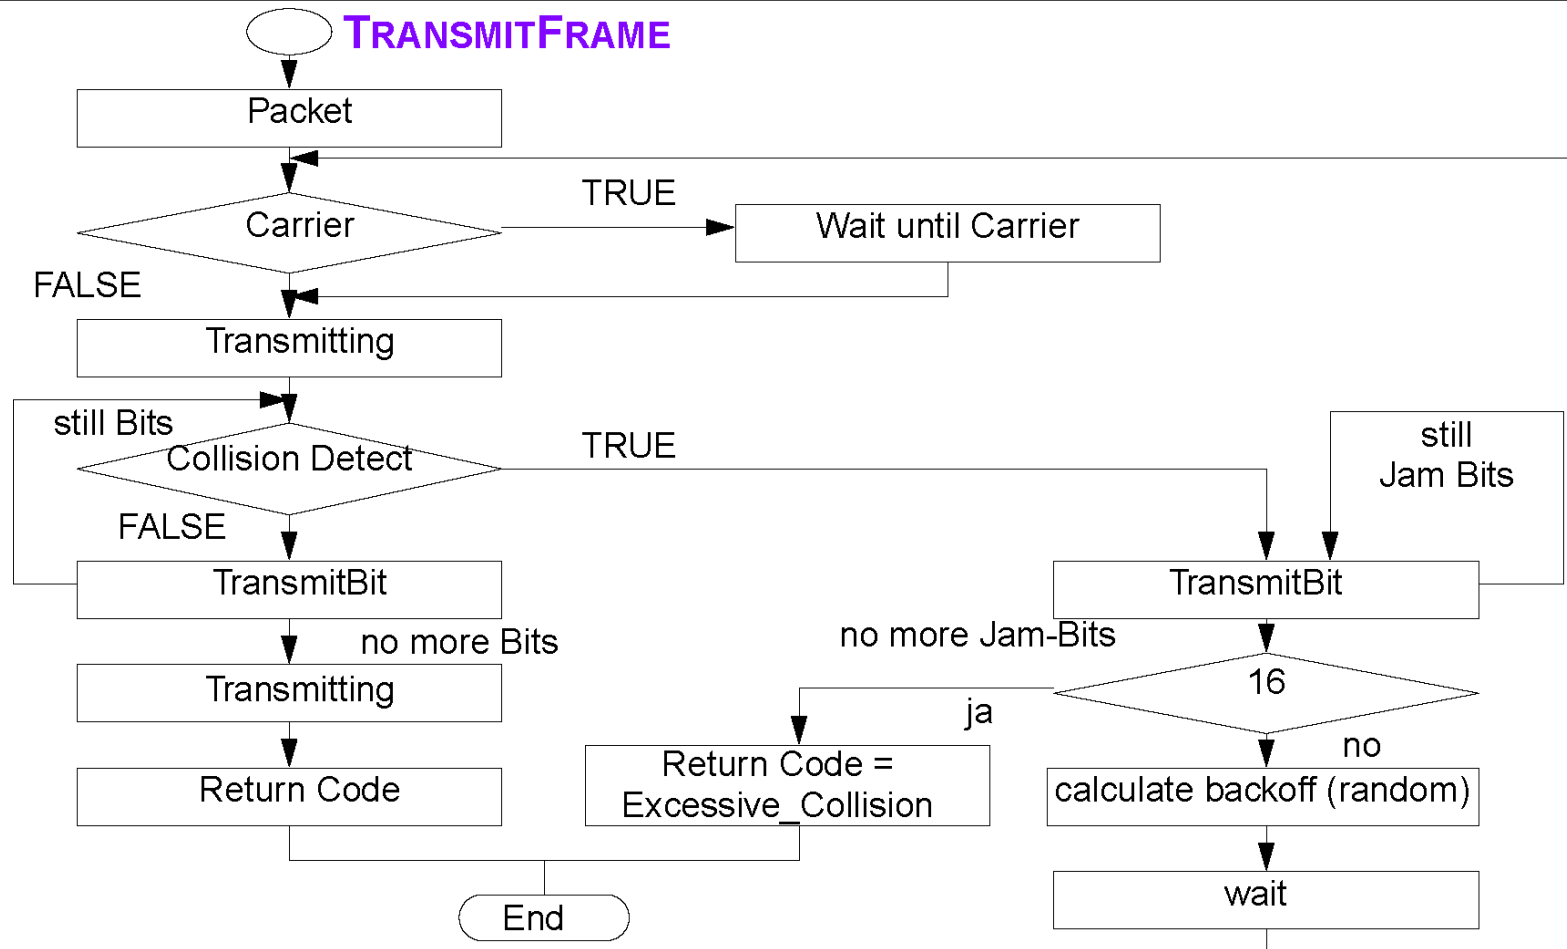 TRANSMITFRAME
Packet
Carrier
TRUE
Wait until Carrier
FALSE
Transmitting
still Bits
Collision Detect
TRUE
still
Jam Bits
FALSE
TransmitBit
TransmitBit
no more Bits
no more Jam-Bits
Transmitting
16
ja
no
Return Code
Return Code =
Excessive_Collision
calculate backoff (random)
wait
End